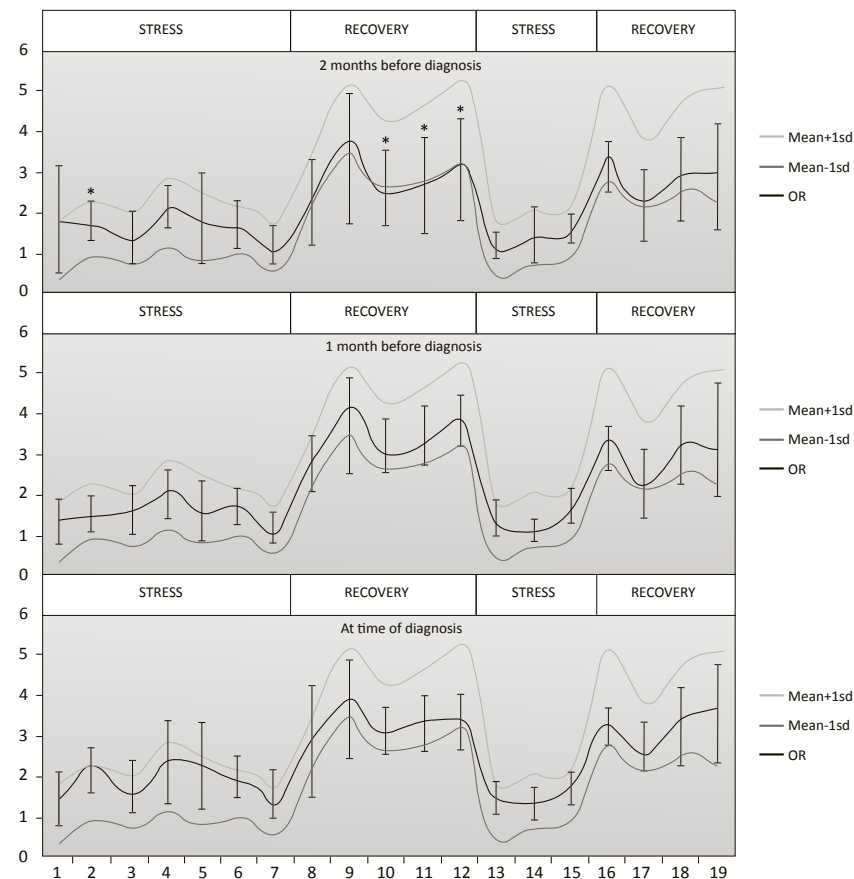 STRESS RECOVERY STRESS RECOVERY
2 months before diagnosis
6
5
4
3
2
1
0
* * * *
Mean+1sd
Mean-1sd
OR
STRESS RECOVERY STRESS RECOVERY
1 month before diagnosis
6
5
4
3
2
1
0
Mean+1sd
Mean-1sd
OR
STRESS RECOVERY STRESS RECOVERY
At time of diagnosis
6
5
4
3
2
1
0
Mean+1sd
Mean-1sd
OR
1 2 3 4 5 6 7 8 9 10 11 12 13 14 15 16 17 18 19